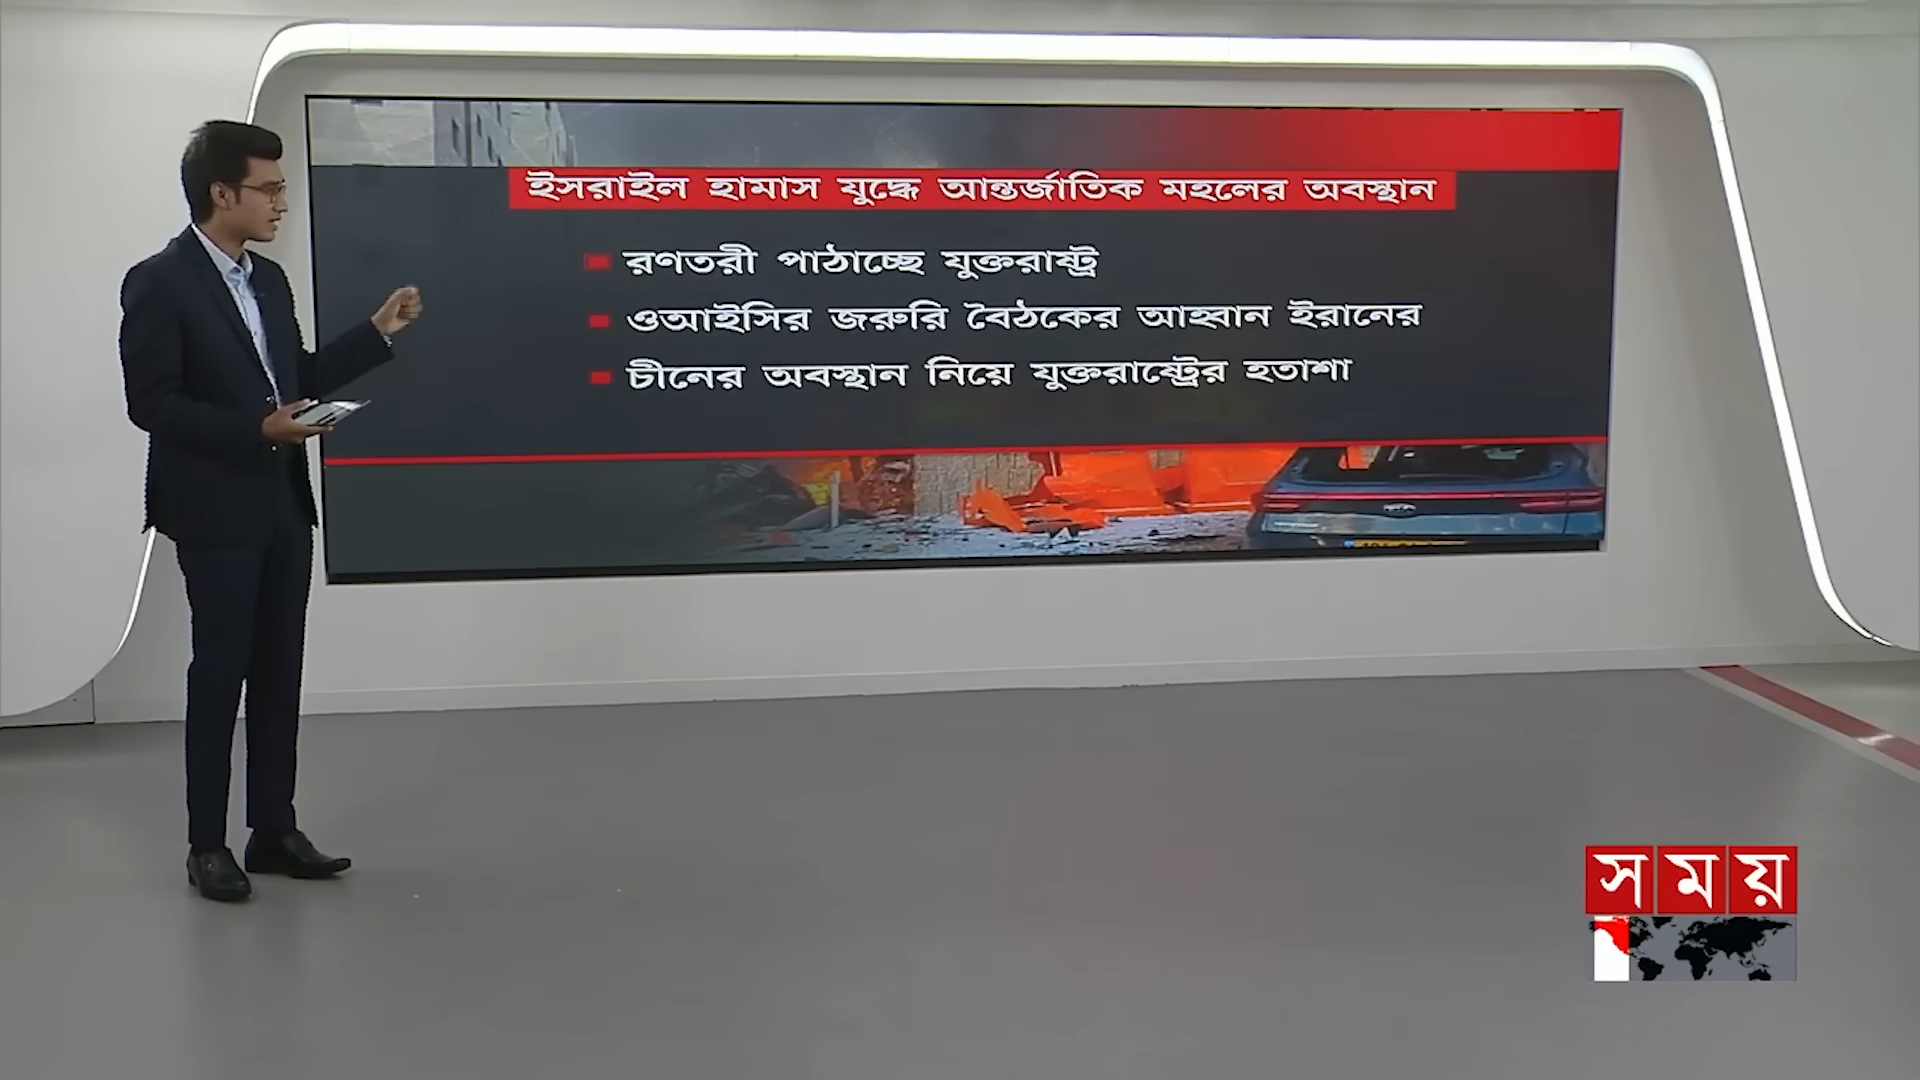 ইসরাইল হামাস যুদ্ধে আন্তর্জাতিক মহলের অবস্থান
রণতরী পাঠাচ্ছে যুক্তরাষ্ট্র
ওআইসির জরুরি বৈঠকের আহ্বান ইরানের
চীনের অবস্থান নিয়ে যুক্তরাষ্ট্রের হতাশা
সময়